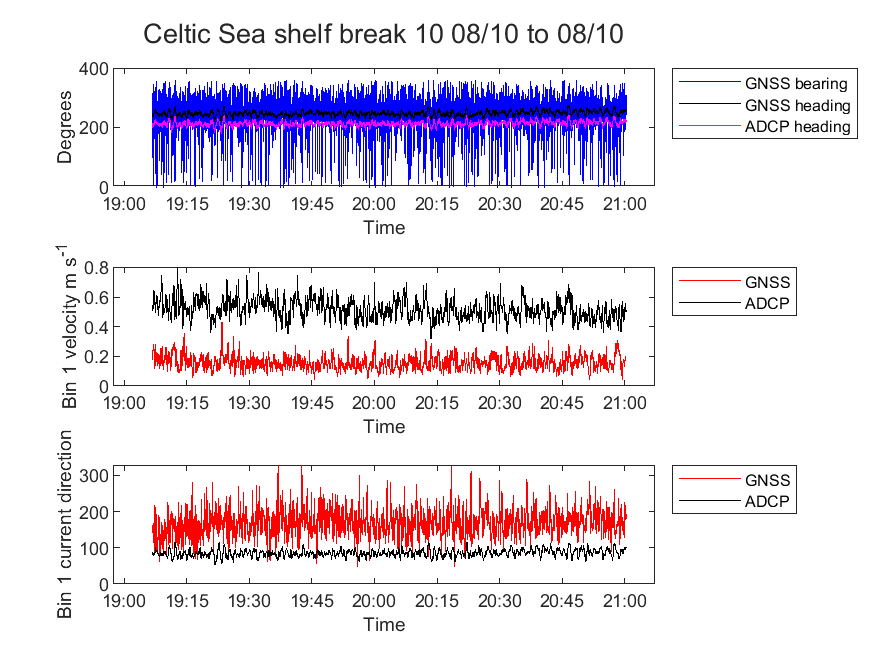 Celtic Sea shelf break 10 08/10 to 08/10
400
200
0
Degrees
19:00 19:15 19:30 19:45 20:00 20:15 20:30 20:45 21:00
Time
GNSS bearing
GNSS heading
ADCP heading
0.8
0.6
0.4
0.2
0
Bin 1 velocity m s-1
19:00 19:15 19:30 19:45 20:00 20:15 20:30 20:45 21:00
Time
GNSS
ADCP
300
200
100
0
Bin 1 current direction
19:00 19:15 19:30 19:45 20:00 20:15 20:30 20:45 21:00
Time
GNSS
ADCP